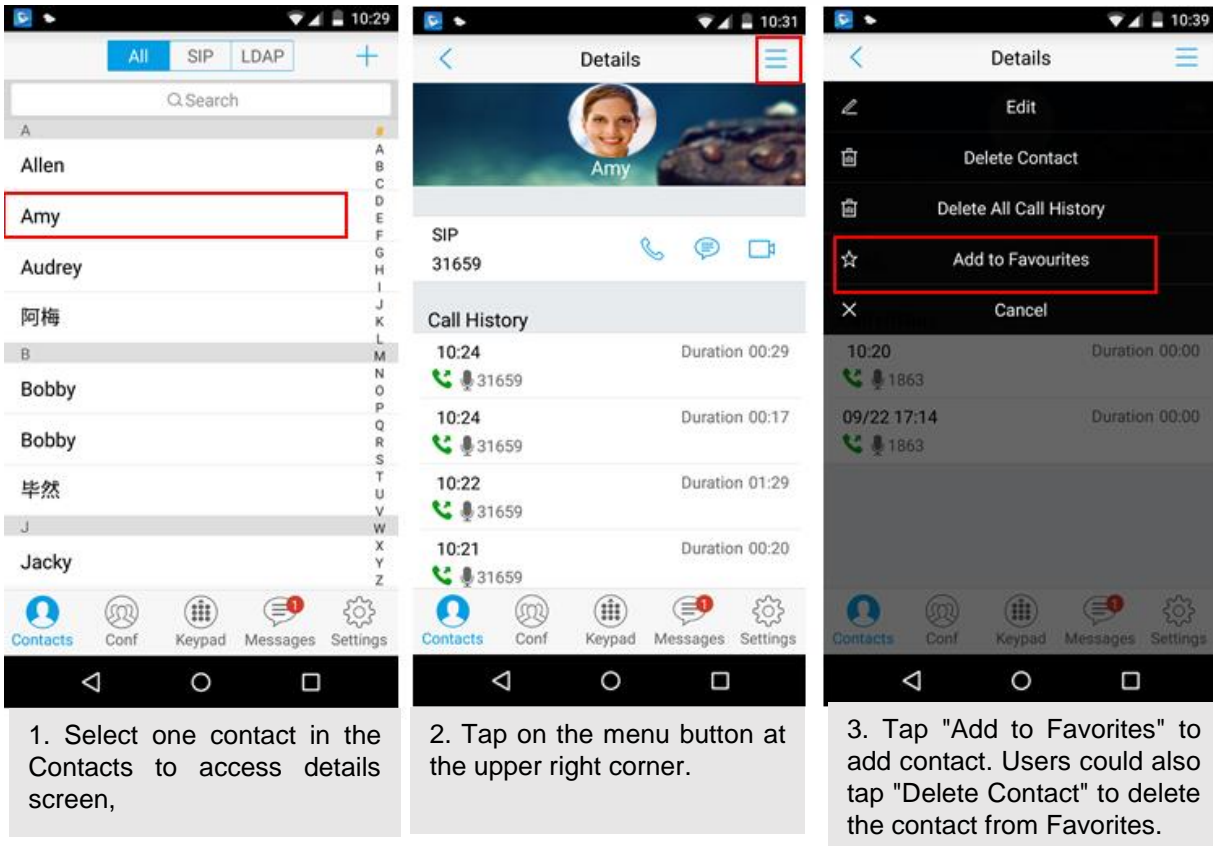 10:29
All SIP LDAP +
Search
A
#
A
B
C
D
E
F
G
H
I
J
K
L
M
N
O
P
Q
R
S
T
U
V
W
X
Y
Z
Allen
Amy
Audrey
阿梅
B
Bobby
Bobby
毕然
J
Jacky
1
Contacts Conf Keypad Messages Settings
1. Select one contact in the
Contacts to access details
screen,
10:31
Details
Amy
SIP
31659
Call History
10:24 Duration 00:29
31659
10:24 Duration 00:17
31659
10:22 Duration 01:29
31659
10:21 Duration 00:20
31659
1
Contacts Conf Keypad Messages Settings
2. Tap on the menu button at
the upper right corner.
10:39
Details
Edit
Delete Contact
Delete All Call History
Add to Favourites
Cancel
10:20 Duration 00:00
1863
09/22 17:14 Duration 00:00
1863
1
Contacts Conf Keypad Messages Settings
3. Tap "Add to Favorites" to
add contact. Users could also
tap "Delete Contact" to delete
the contact from Favorites.